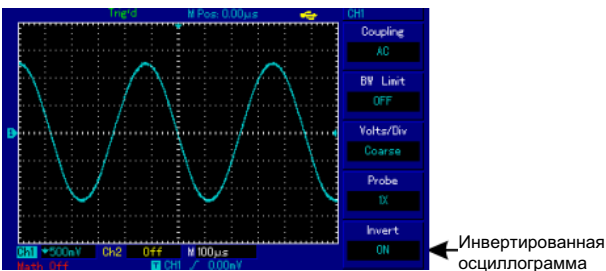 Trig'd M Pos: 0.00μs CH1
Coupling
AC
BW Limit
OFF
Volts/Div
Coarse
Probe
1X
Invert
ON
Инвертированная
осциллограмма
Ch1 500mV Ch2 Off M 100μs
Math Off T CH1 0.00mV